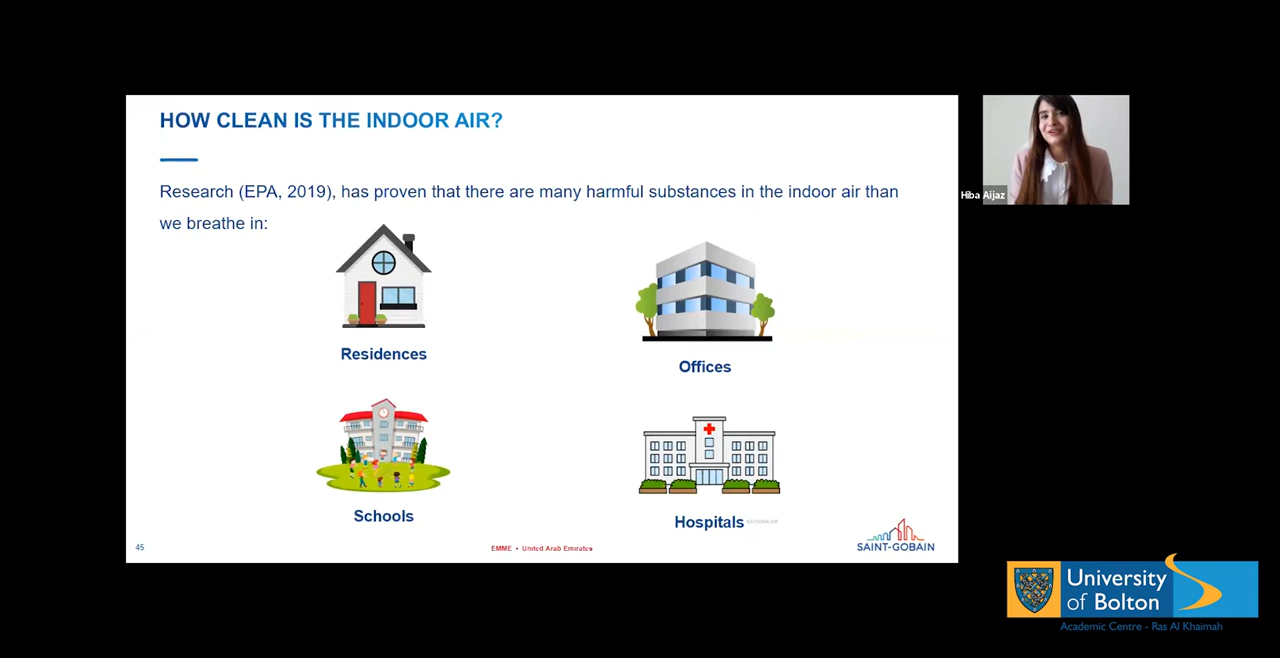 HOW CLEAN IS THE INDOOR AIR?
Research (EPA, 2019), has proven that there are many harmful substances in the indoor air than
we breathe in:
Residences
Offices
Schools
Hospitals
45
EMME • United Arab Emirates
SAINT-GOBAIN
Hiba Aijaz
University
of Bolton
Academic Centre - Ras Al Khaimah